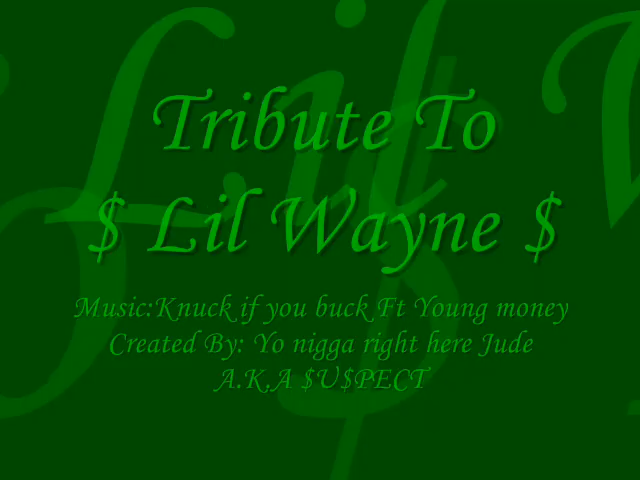 Tribute To
$ Lil Wayne $
Music:Knuck if you buck Ft Young money
Created By: Yo nigga right here Jude
A.K.A $U$PECT